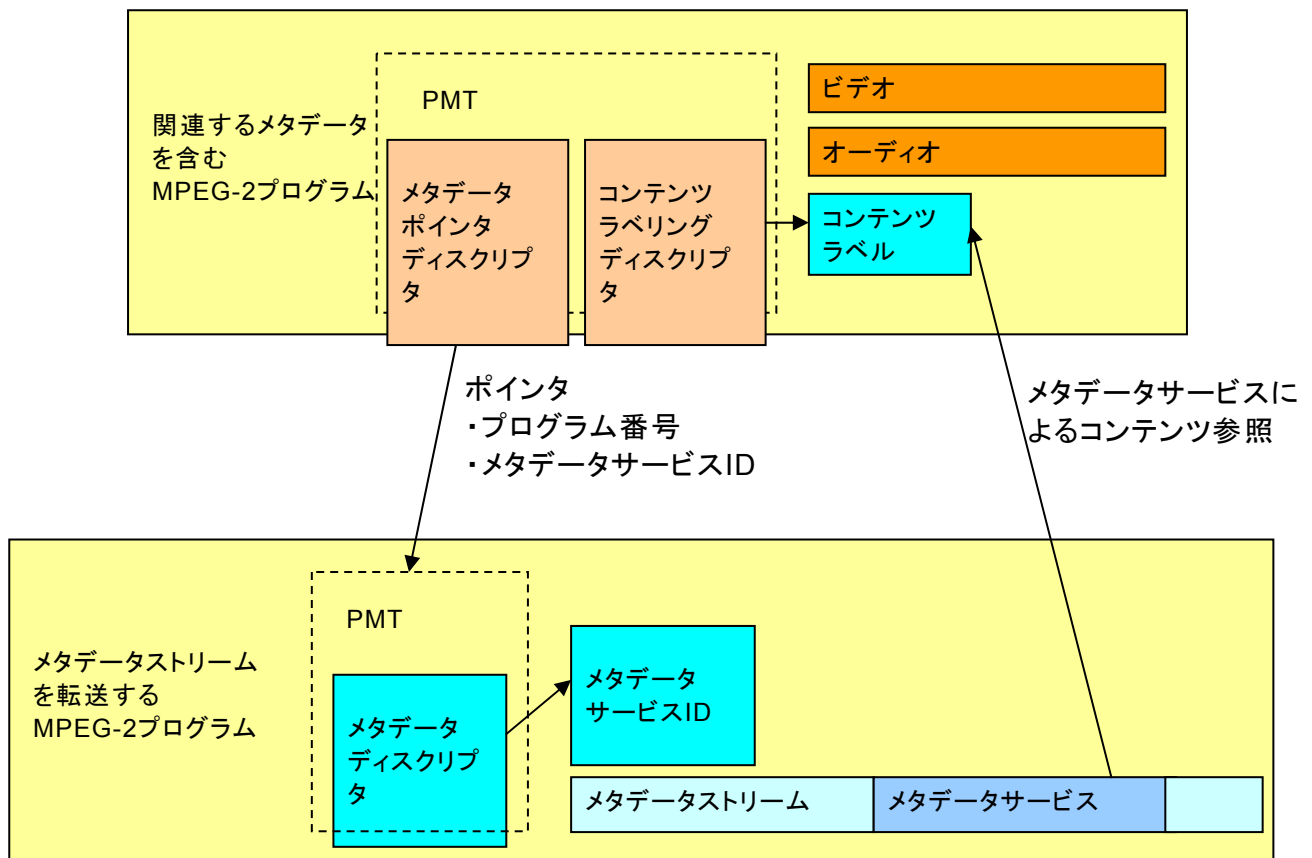 関連するメタデータ
を含む
MPEG-2プログラム
PMT
メタデータ
ポインタ
ディスクリプ
タ
コンテンツ
ラベリング
ディスクリプ
タ
ビデオ
オーディオ
コンテンツ
ラベル
ポインタ
・プログラム番号
・メタデータサービスID
メタデータサービスに
よるコンテンツ参照
メタデータストリーム
を転送する
MPEG-2プログラム
PMT
メタデータ
ディスクリプ
タ
メタデータ
サービスID
メタデータストリーム
メタデータサービス